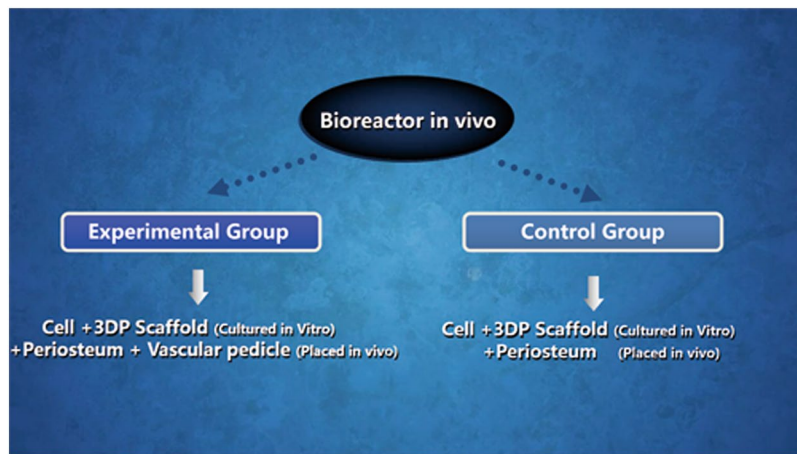 Bioreactor in vivo
Experimental Group
Cell +3DP Scaffold (Cultured in Vitro)
+Periosteum + Vascular pedicle (Placed in vivo)
Control Group
Cell +3DP Scaffold (Cultured in Vitro)
+Periosteum (Placed in vivo)